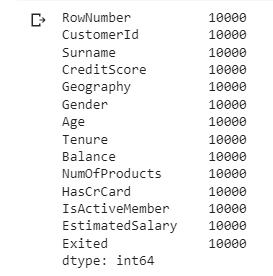 RowNumber 10000
CustomerId 10000
Surname 10000
CreditScore 10000
Geography 10000
Gender 10000
Age 10000
Tenure 10000
Balance 10000
NumOfProducts 10000
HasCrCard 10000
IsActiveMember 10000
EstimatedSalary 10000
Exited 10000
dtype: int64